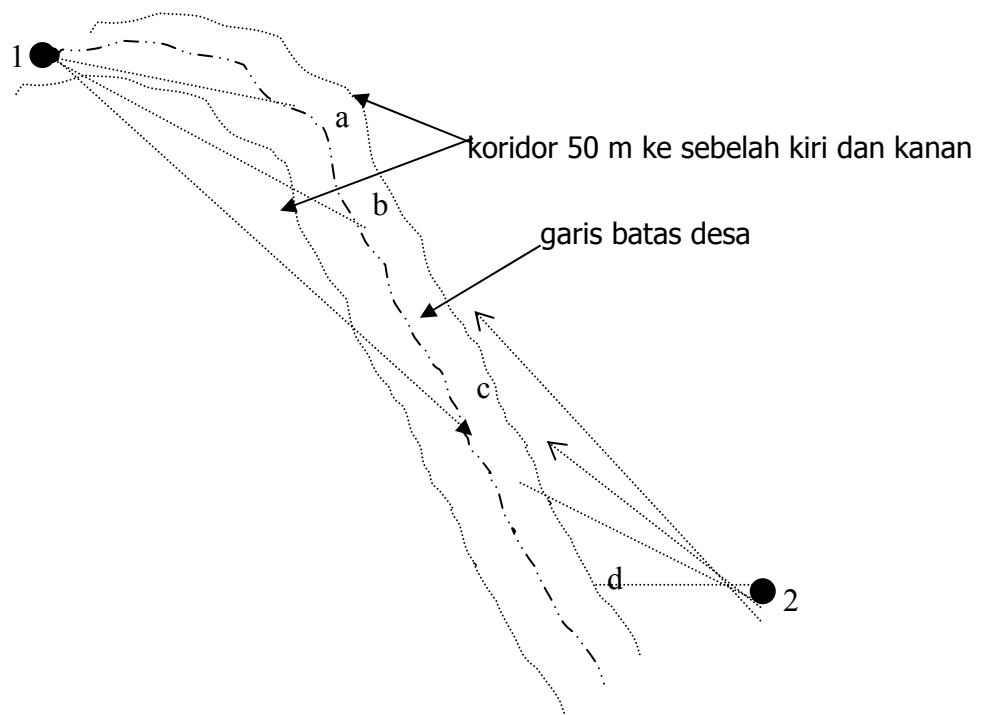 1
a
koridor 50 m ke sebelah kiri dan kanan
b
garis batas desa
c
d
2